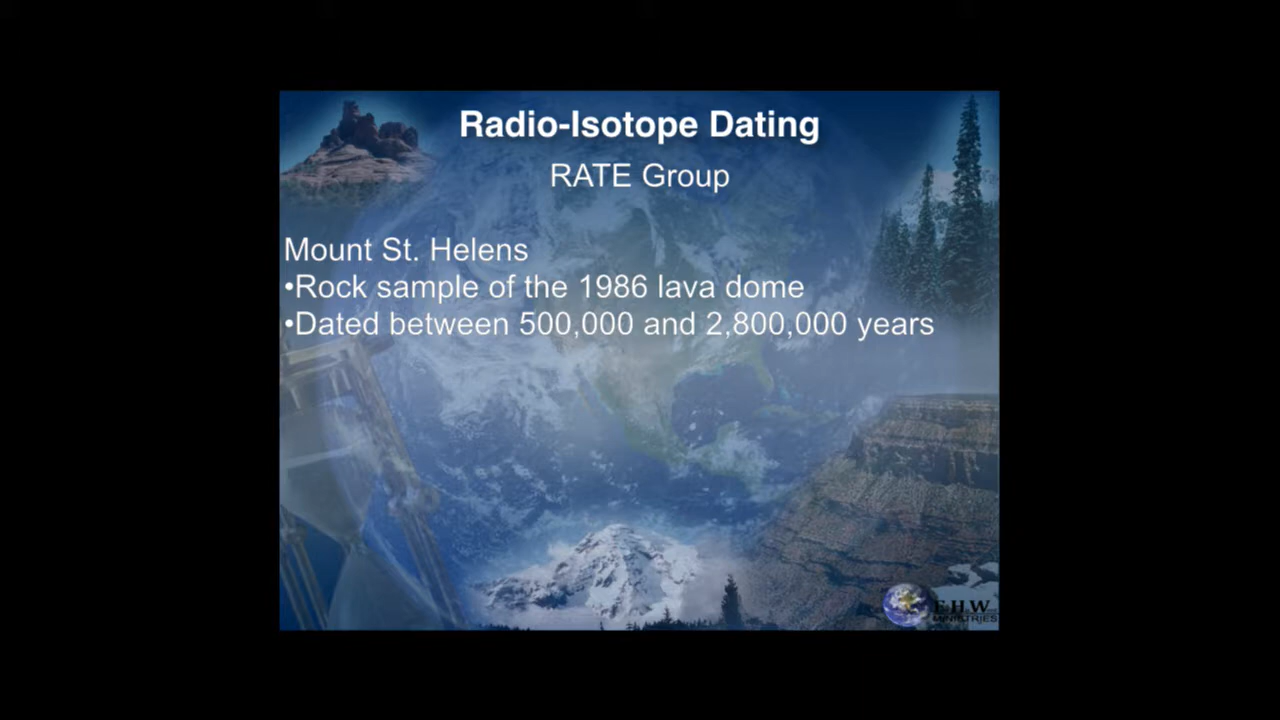 Radio-Isotope Dating
RATE Group
Mount St. Helens
•Rock sample of the 1986 lava dome
•Dated between 500,000 and 2,800,000 years
E H W
MINISTRIES